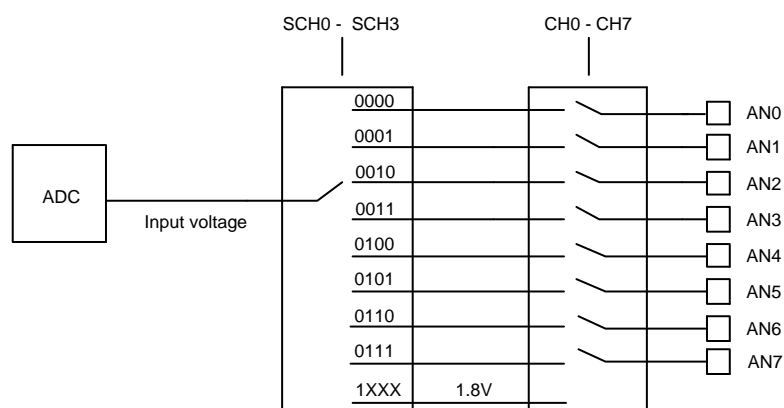 SCH0 - SCH3
CH0 - CH7
0000
AN0
0001
AN1
0010
AN2
ADC
Input voltage
0011
AN3
0100
AN4
0101
AN5
0110
AN6
0111
AN7
1XXX
1.8V